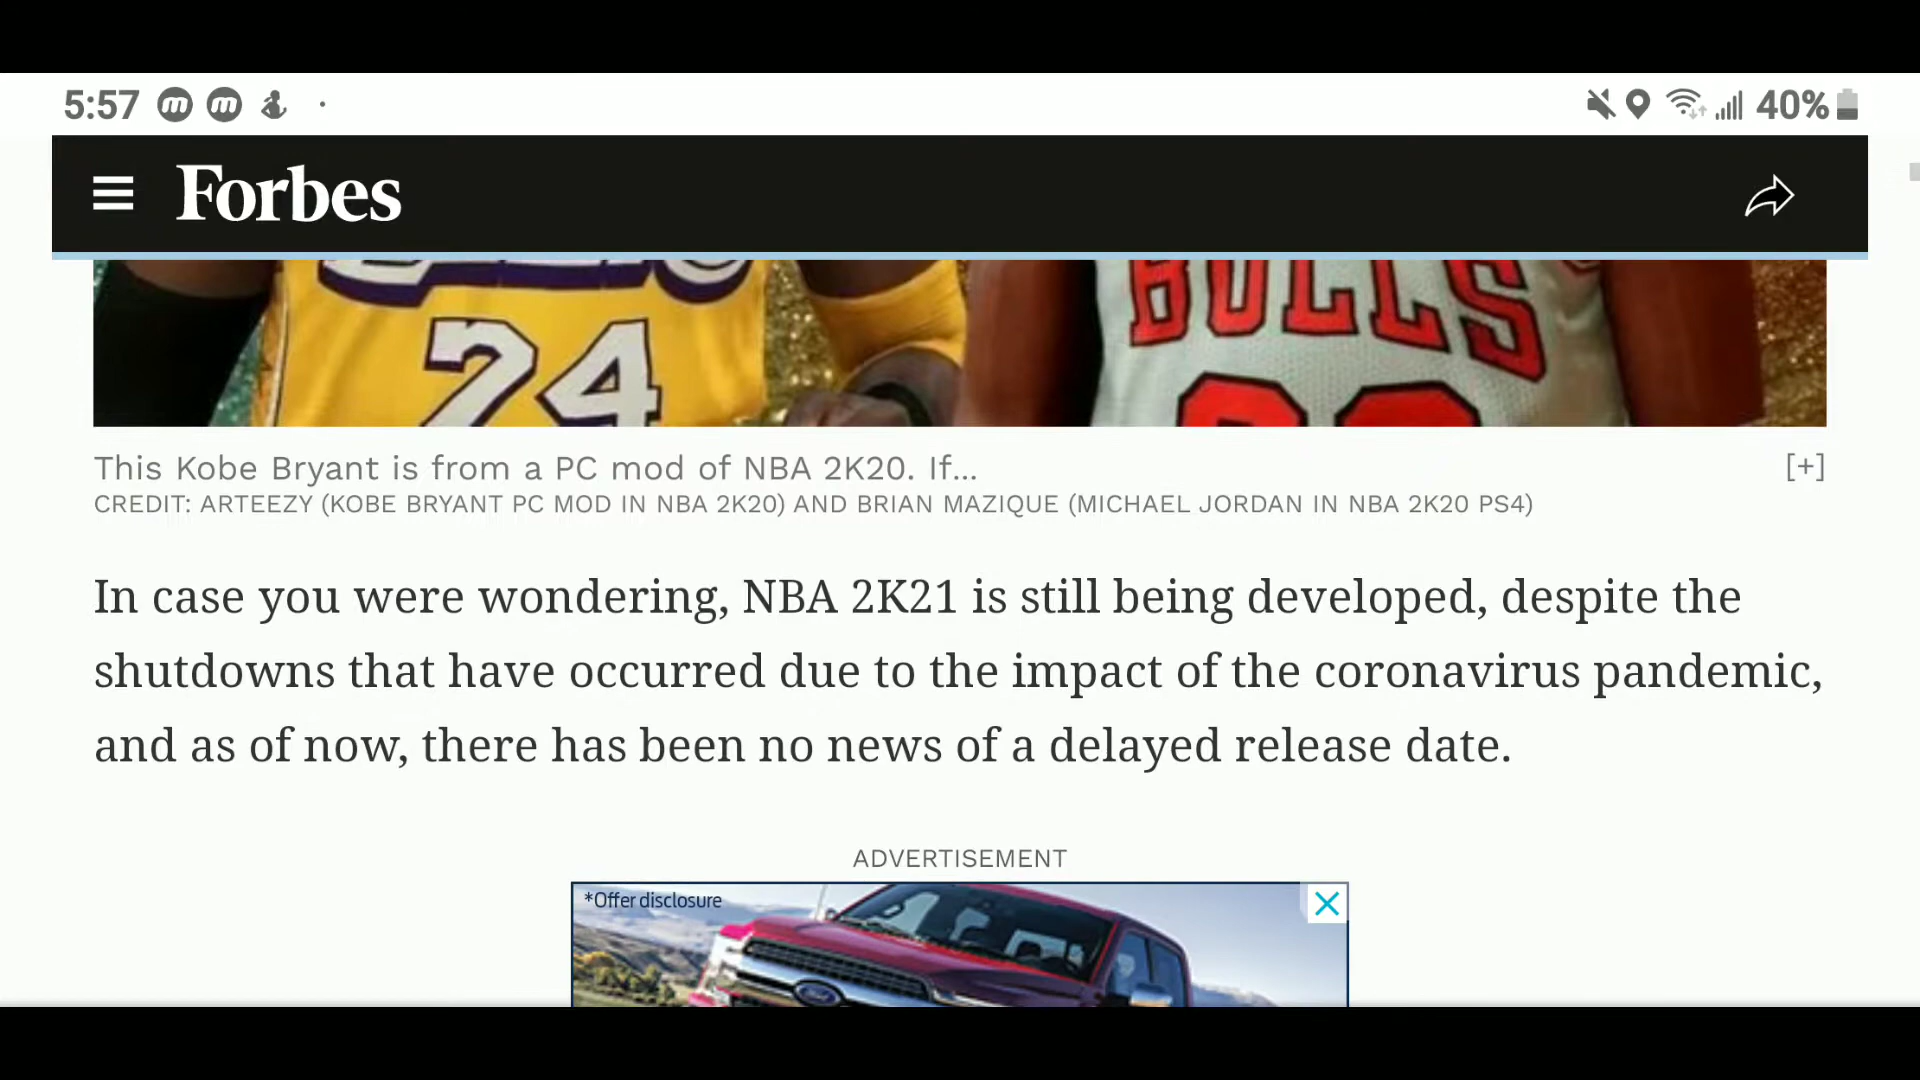 5:57
40%
Forbes
24
BULLS
This Kobe Bryant is from a PC mod of NBA 2K20. If...
[+]
CREDIT: ARTEEZY (KOBE BRYANT PC MOD IN NBA 2K20) AND BRIAN MAZIQUE (MICHAEL JORDAN IN NBA 2K20 PS4)
In case you were wondering, NBA 2K21 is still being developed, despite the
shutdowns that have occurred due to the impact of the coronavirus pandemic,
and as of now, there has been no news of a delayed release date.
ADVERTISEMENT
*Offer disclosure
Ford